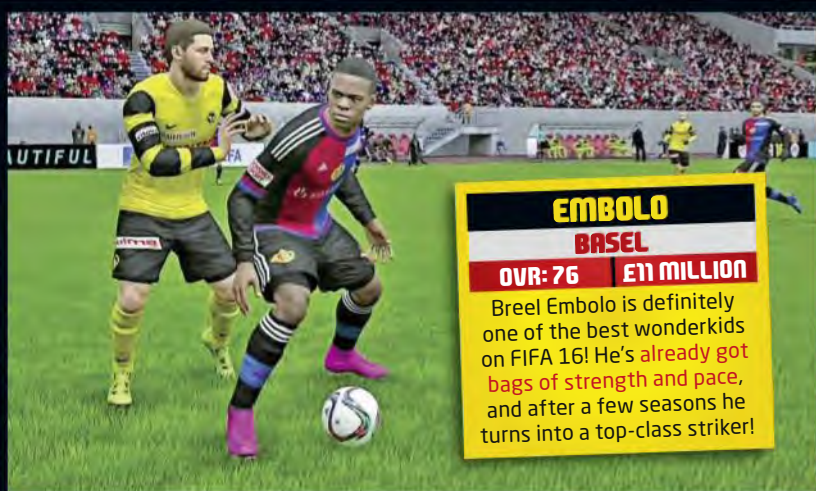 AUTIFUL
FA
EMBOLO
BASEL
OVR: 76 £11 MILLION
Breel Embolo is definitely
one of the best wonderkids
on FIFA 16! He's already got
bags of strength and pace,
and after a few seasons he
turns into a top-class striker!